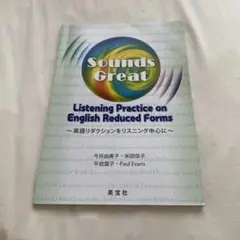 Sounds
Great
Listening Practice on
English Reduced Forms
～英語リダクションをリスニング中心に～
今井由美子・米田信子
平岩葉子・Paul Evans
英宝社